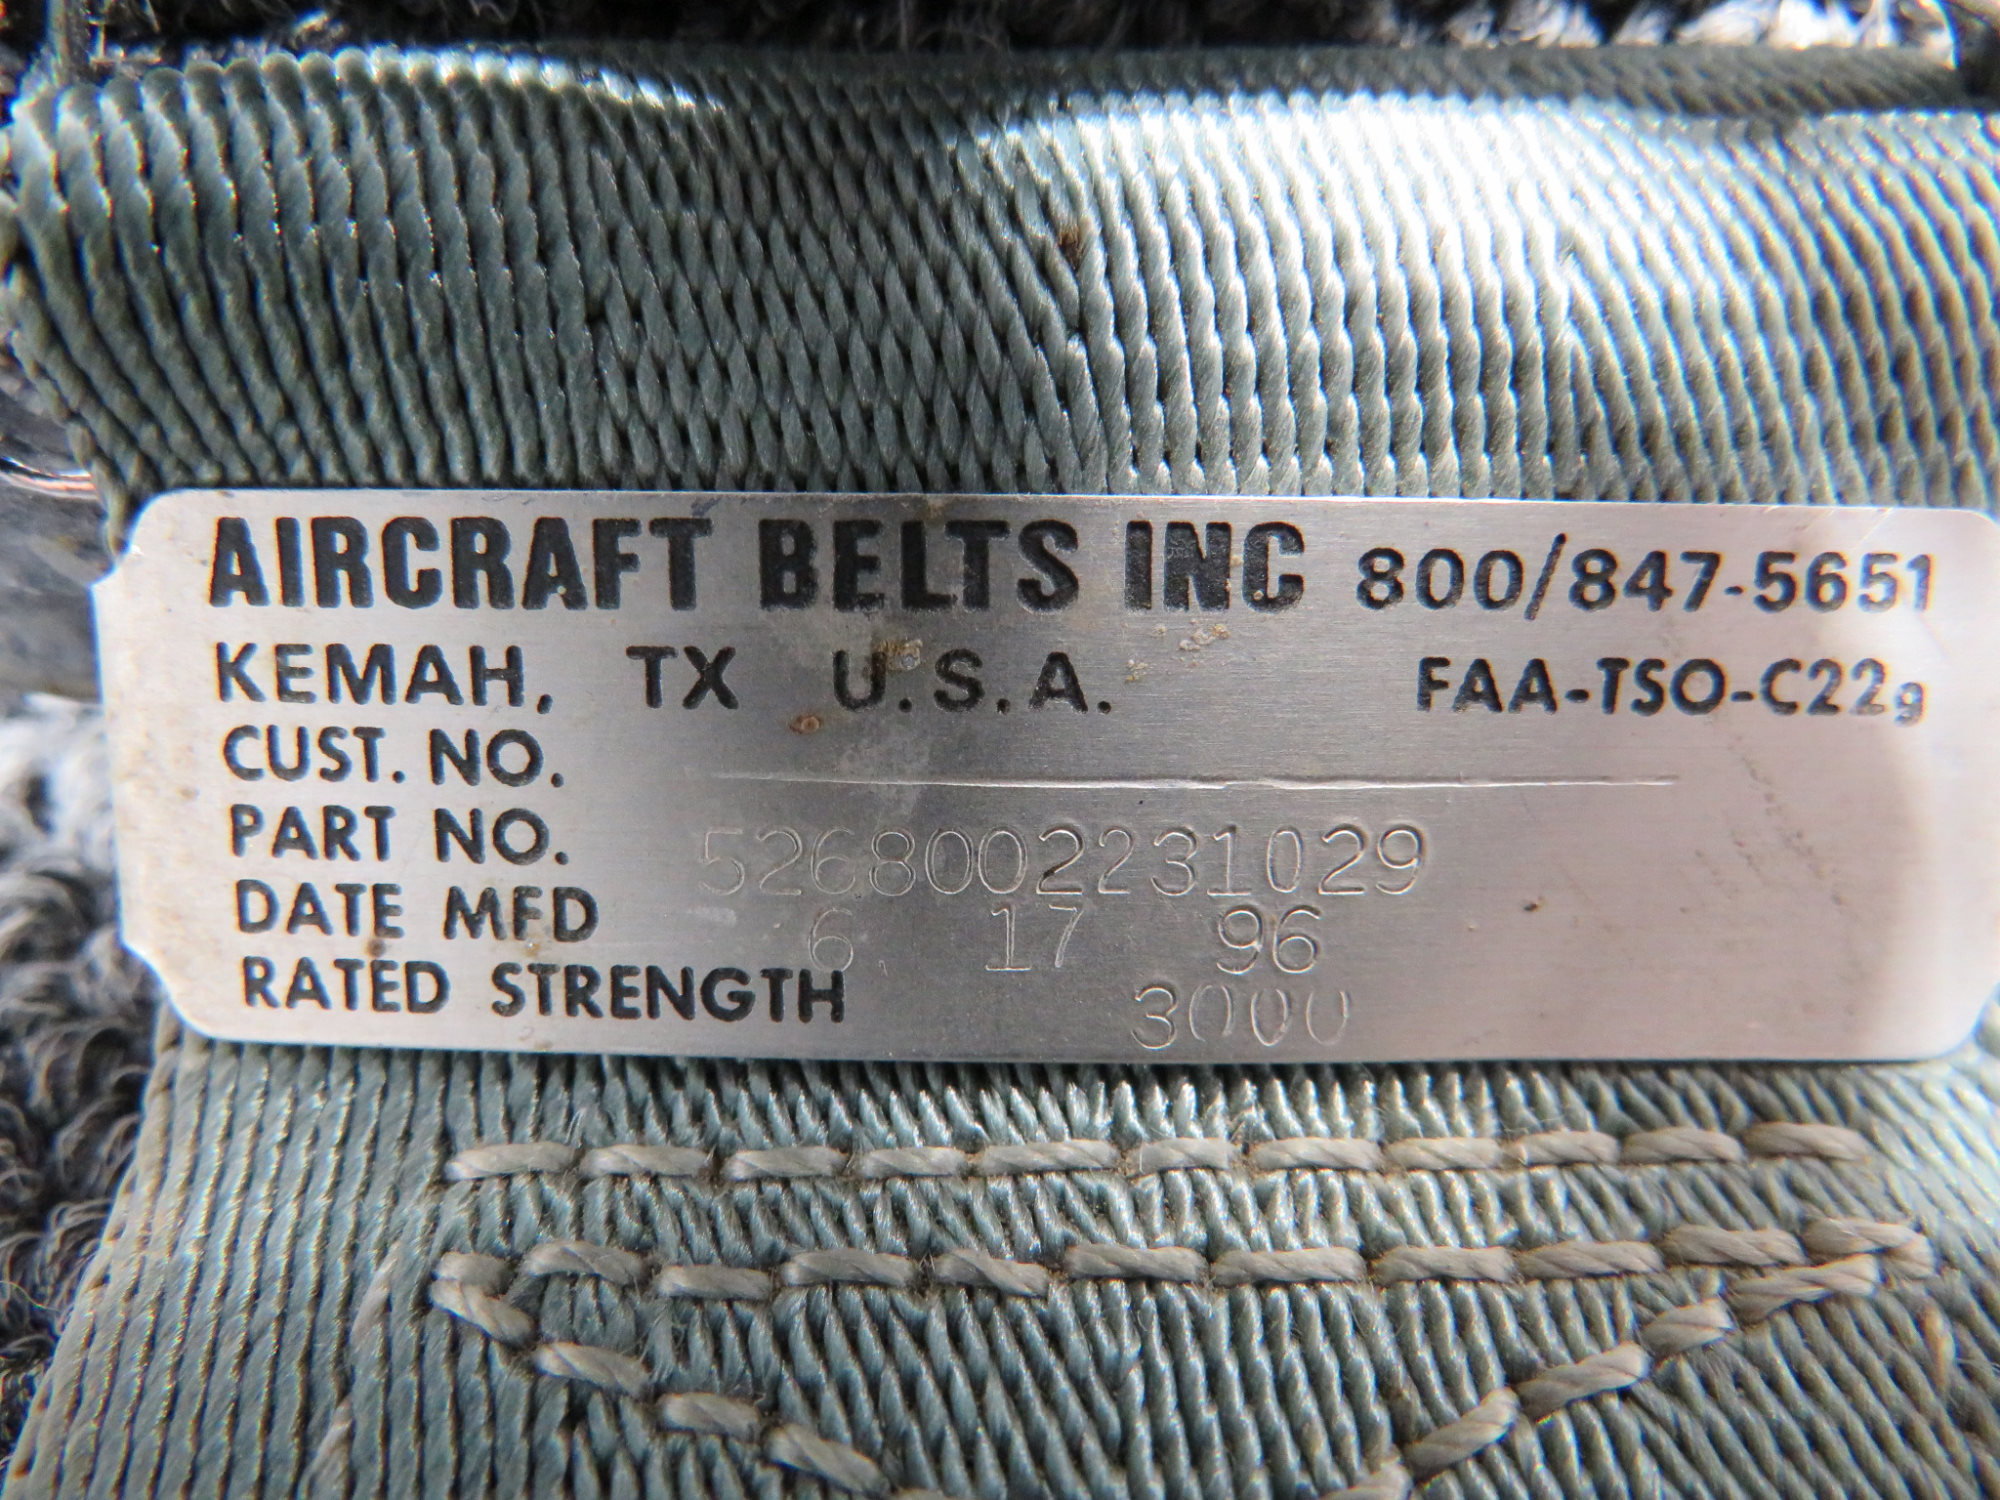 AIRCRAFT BELTS INC 800/847-5651
KEMAH, TX U.S.A. FAA-TSO-C22g
CUST. NO.
PART NO. 5268002231029
DATE MFD 6 17 96
RATED STRENGTH 3000